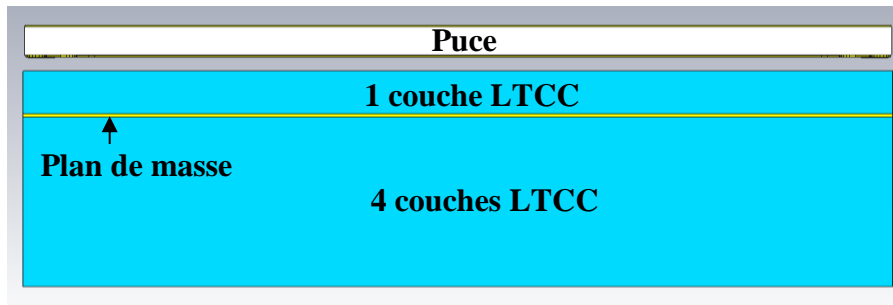 Puce
1 couche LTCC
Plan de masse
4 couches LTCC